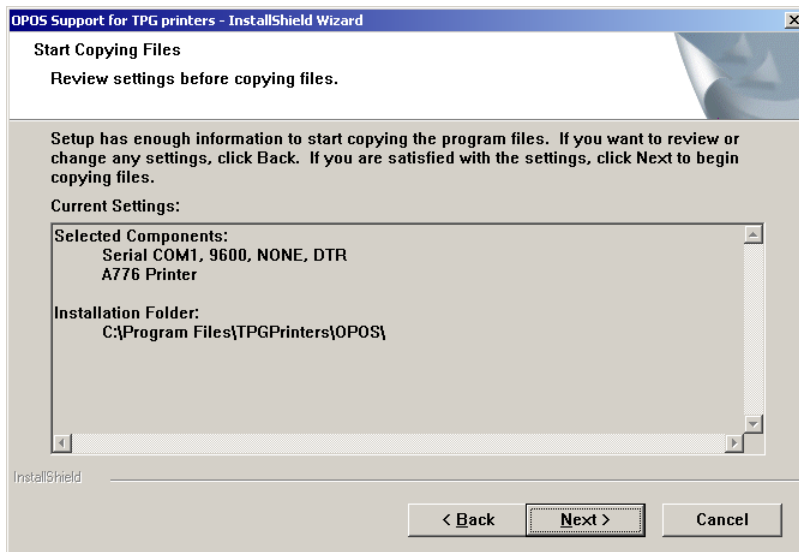 OPOS Support for TPG printers - InstallShield Wizard
Start Copying Files
Review settings before copying files.
Setup has enough information to start copying the program files. If you want to review or
change any settings, click Back. If you are satisfied with the settings, click Next to begin
copying files.
Current Settings:
Selected Components:
Serial COM1, 9600, NONE, DTR
A776 Printer
Installation Folder:
C:\Program Files\TPGPrinters\OPOS\
InstallShield
< Back
Next >
Cancel